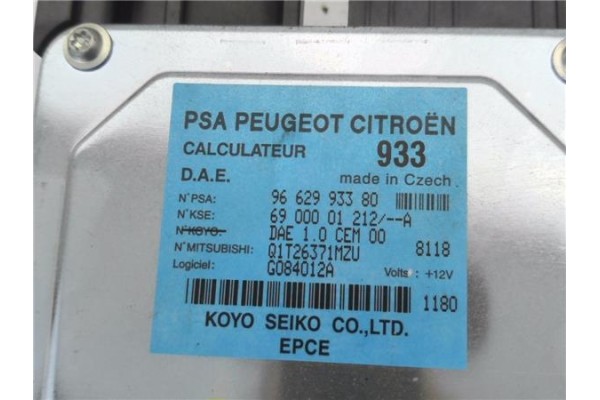 PSA PEUGEOT CITROËN
CALCULATEUR 933
D.A.E. made in Czech
N°PSA: 96 629 933 80
N°KSE: 69 000 01 212/--A
N°KOYO: DAE 1.0 CEM 00
N°MITSUBISHI: Q1T26371MZU 8118
Logiciel: G084012A Volts : +12V
1180
KOYO SEIKO CO.,LTD.
EPCE